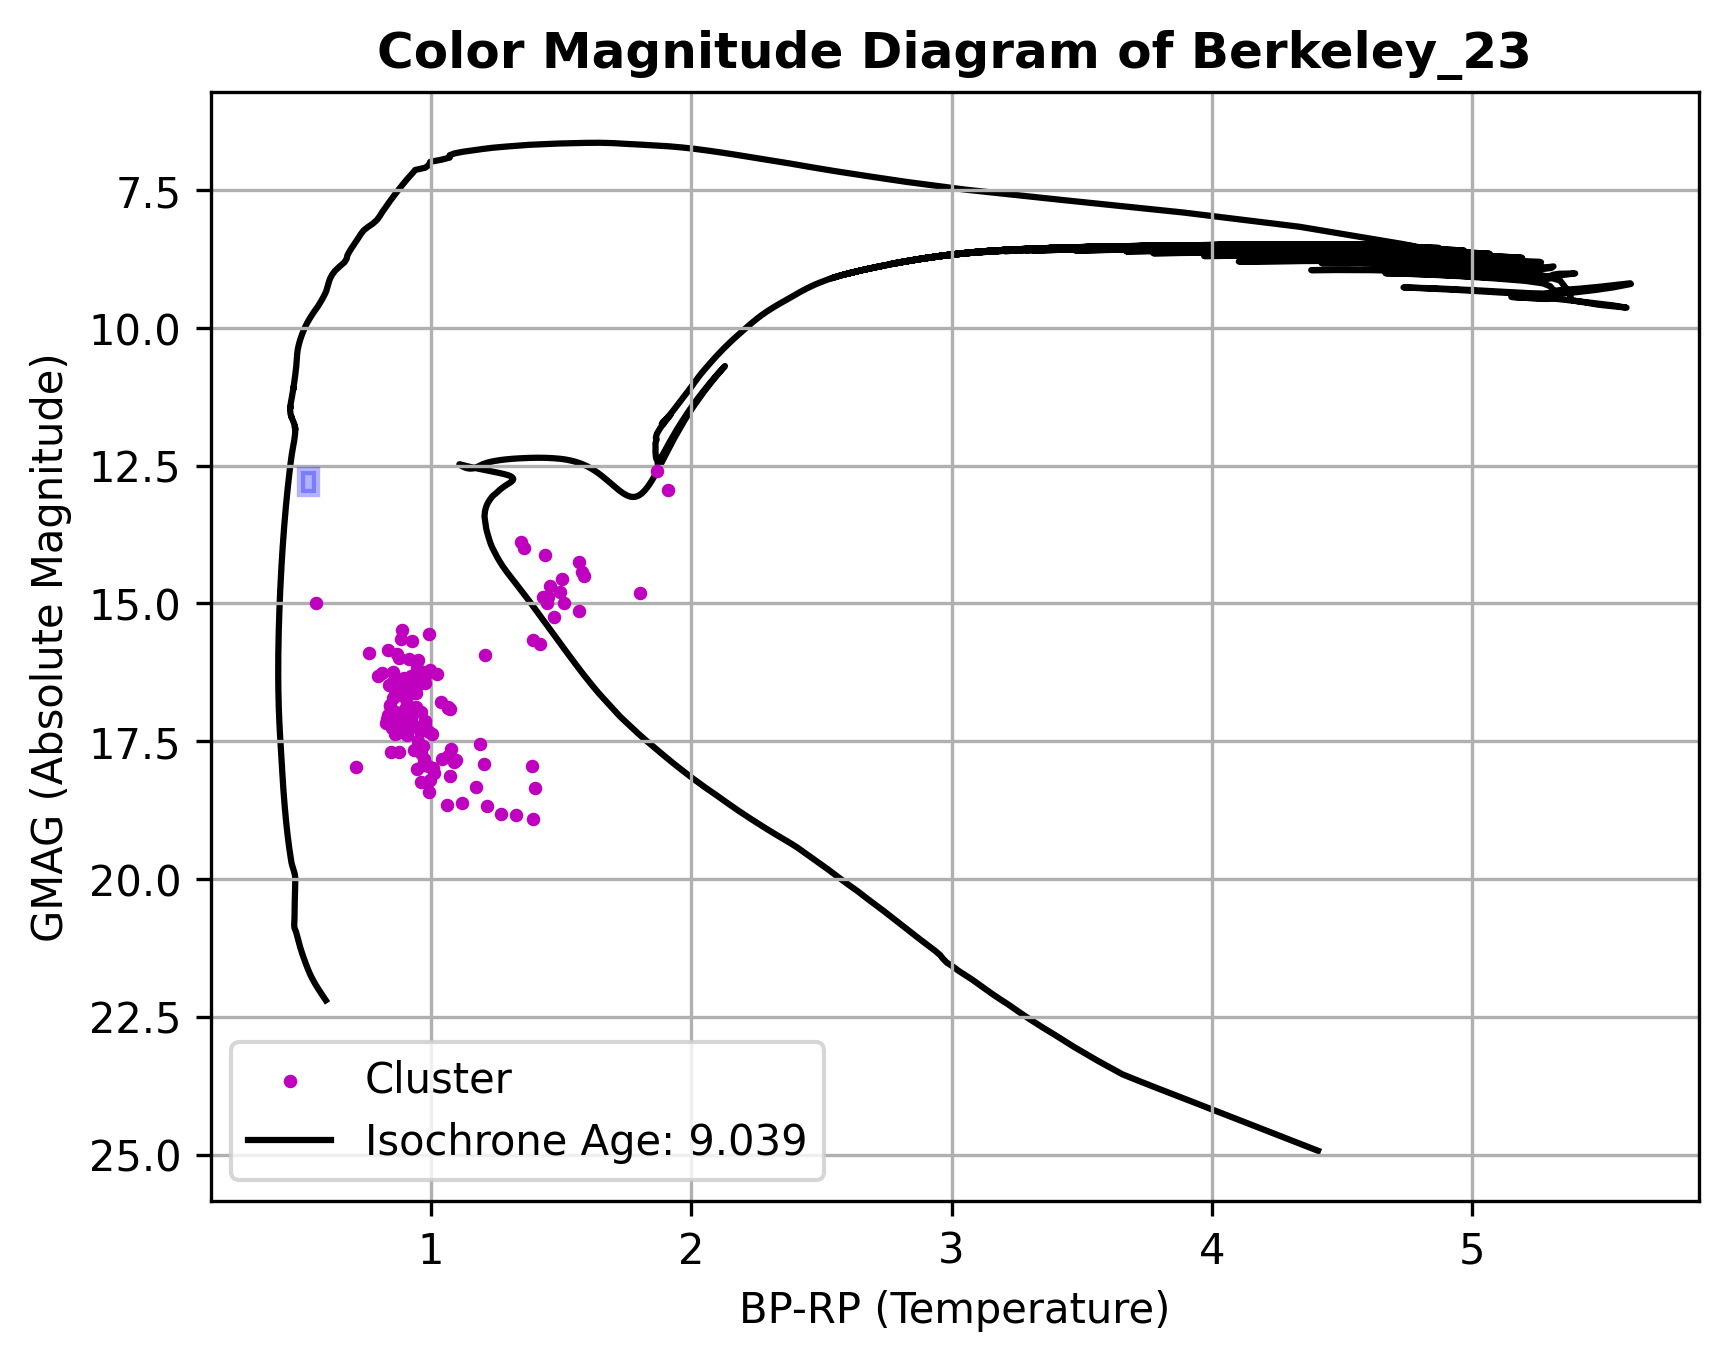 Color Magnitude Diagram of Berkeley_23
GMAG (Absolute Magnitude)
7.5
10.0
12.5
15.0
17.5
20.0
22.5
25.0
Cluster
Isochrone Age: 9.039
1 2 3 4 5
BP-RP (Temperature)